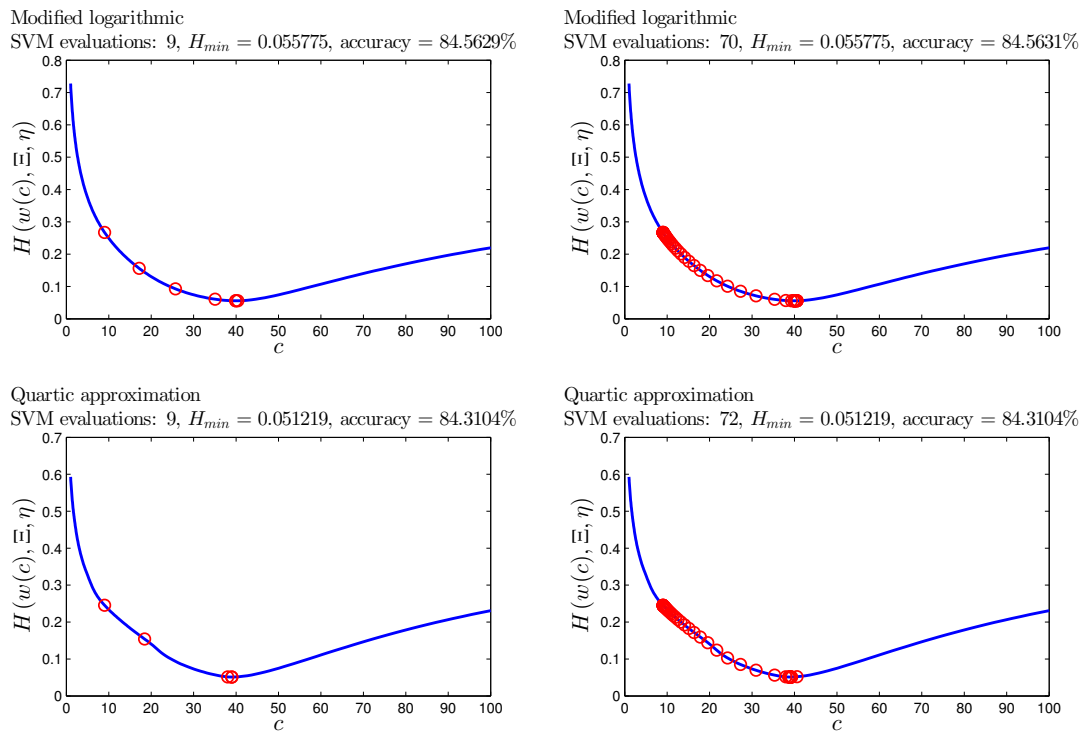 Modified logarithmic
SVM evaluations: 9, H_min = 0.055775, accuracy = 84.5629%
0.8
0.7
0.6
0.5
0.4
0.3
0.2
0.1
0
H (w(c), Ξ, η)
0 10 20 30 40 50 60 70 80 90 100
c
Modified logarithmic
SVM evaluations: 70, H_min = 0.055775, accuracy = 84.5631%
0.8
0.7
0.6
0.5
0.4
0.3
0.2
0.1
0
H (w(c), Ξ, η)
0 10 20 30 40 50 60 70 80 90 100
c
Quartic approximation
SVM evaluations: 9, H_min = 0.051219, accuracy = 84.3104%
0.7
0.6
0.5
0.4
0.3
0.2
0.1
0
H (w(c), Ξ, η)
0 10 20 30 40 50 60 70 80 90 100
c
Quartic approximation
SVM evaluations: 72, H_min = 0.051219, accuracy = 84.3104%
0.7
0.6
0.5
0.4
0.3
0.2
0.1
0
H (w(c), Ξ, η)
0 10 20 30 40 50 60 70 80 90 100
c